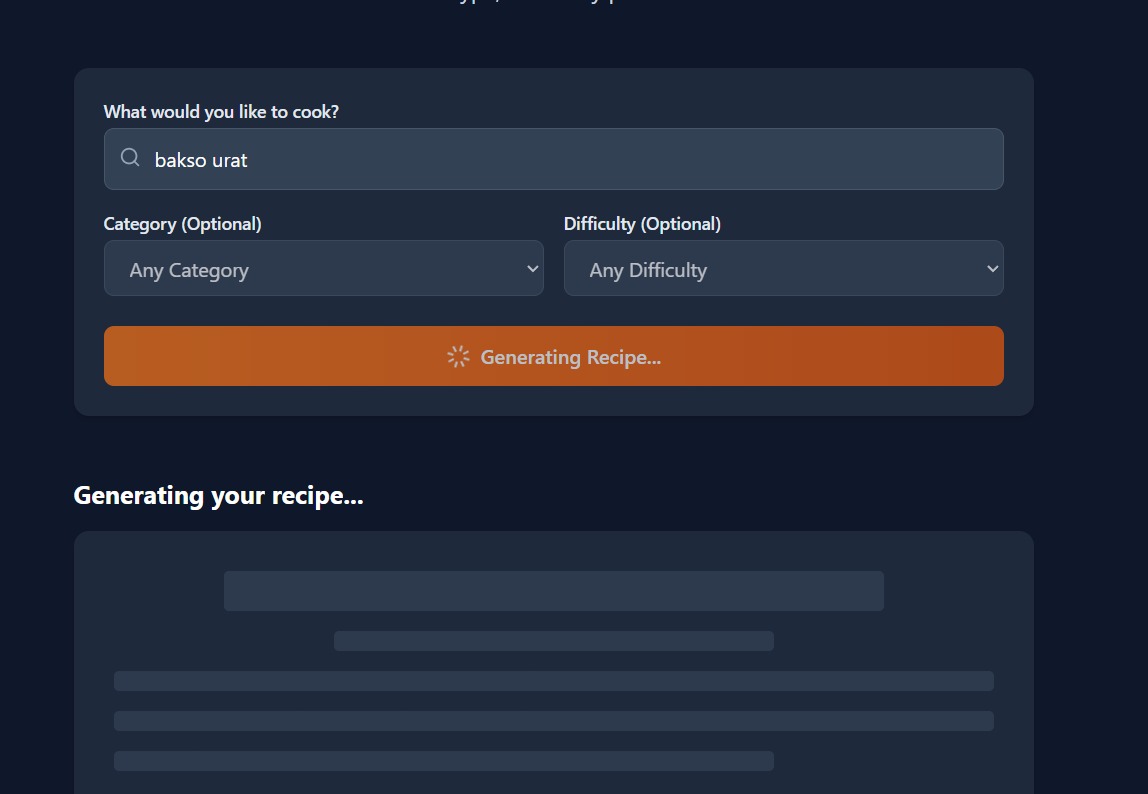 What would you like to cook?
bakso urat
Category (Optional)
Difficulty (Optional)
Any Category
Any Difficulty
Generating Recipe...
Generating your recipe...